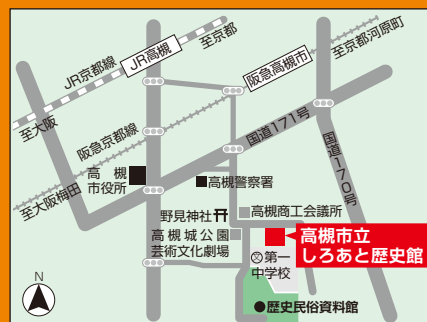 JR京都線
JR高槻
至京都
阪急高槻市
至京都河原町
至大阪
阪急京都線
国道171号
国道170号
至大阪梅田
高槻
市役所
高槻警察署
野見神社
高槻商工会議所
高槻城公園
芸術文化劇場
高槻市立
しろあと歴史館
文第一
中学校
歴史民俗資料館
N